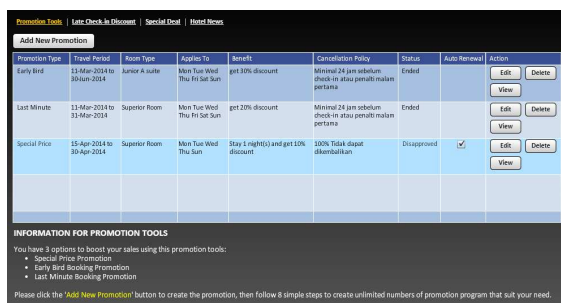 Promotion Tools | Late Check-in Discount | Special Deal | Hotel News
Add New Promotion
Promotion Type Travel Period Room Type Applies To Benefit Cancellation Policy Status Auto Renewal Action
Early Bird 11-Mar-2014 to Junior A suite Mon Tue Wed get 30% discount Minimal 24 jam sebelum Ended Edit Delete
30-Jun-2014 Thu Fri Sat Sun check-in atau penalti malam
pertama View
Last Minute 11-Mar-2014 to Superior Room Mon Tue Wed get 20% discount Minimal 24 jam sebelum Ended Edit Delete
31-Mar-2014 Thu Fri Sat Sun check-in atau penalti malam
pertama View
Special Price 15-Apr-2014 to Superior Room Mon Tue Wed Stay 1 night(s) and get 10% 100% Tidak dapat Disapproved Edit Delete
30-Apr-2014 Thu Sun discount dikembalikan
View
INFORMATION FOR PROMOTION TOOLS
You have 3 options to boost your sales using this promotion tools:
• Special Price Promotion
• Early Bird Booking Promotion
• Last Minute Booking Promotion
Please click the 'Add New Promotion' button to create the promotion, then follow 8 simple steps to create unlimited numbers of promotion program that suit your need.